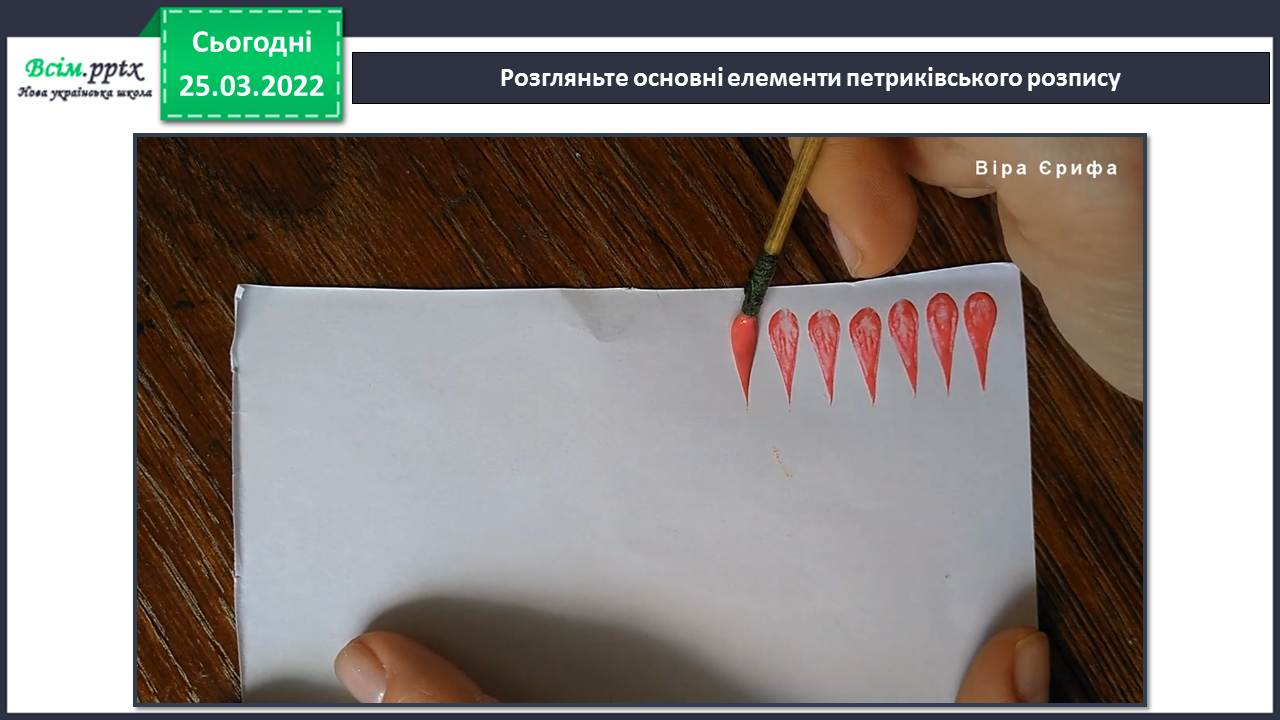 Всім.pptx
Нова українська школа
Сьогодні
25.03.2022
Розгляньте основні елементи петриківського розпису
Віра Єрифа